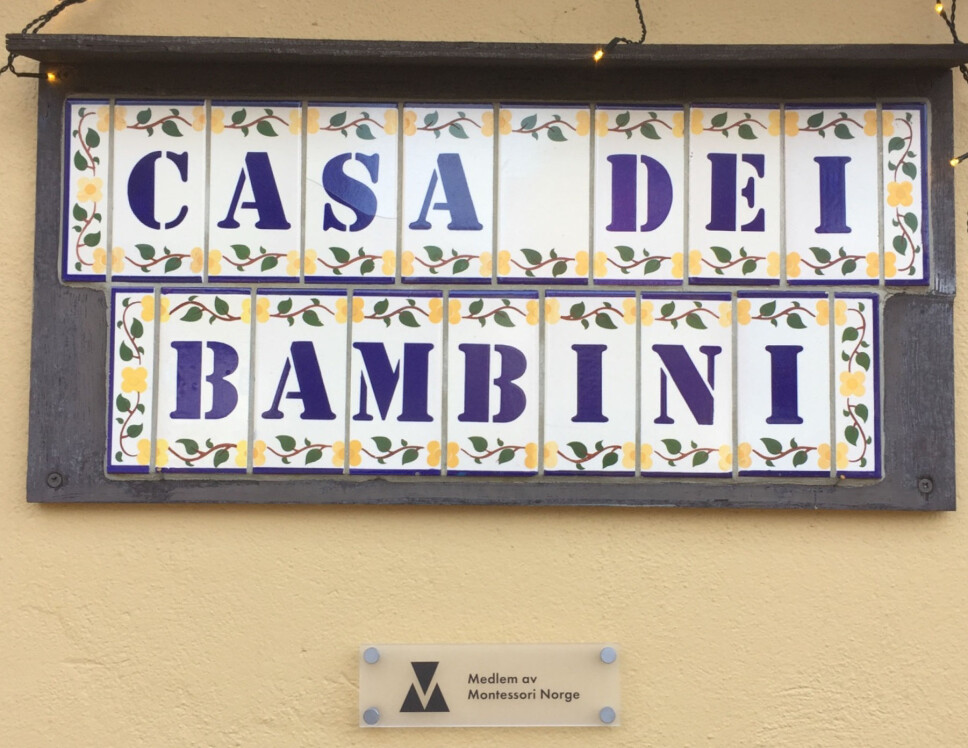 CASA DEI
BAMBINI
Medlem av
Montessori Norge